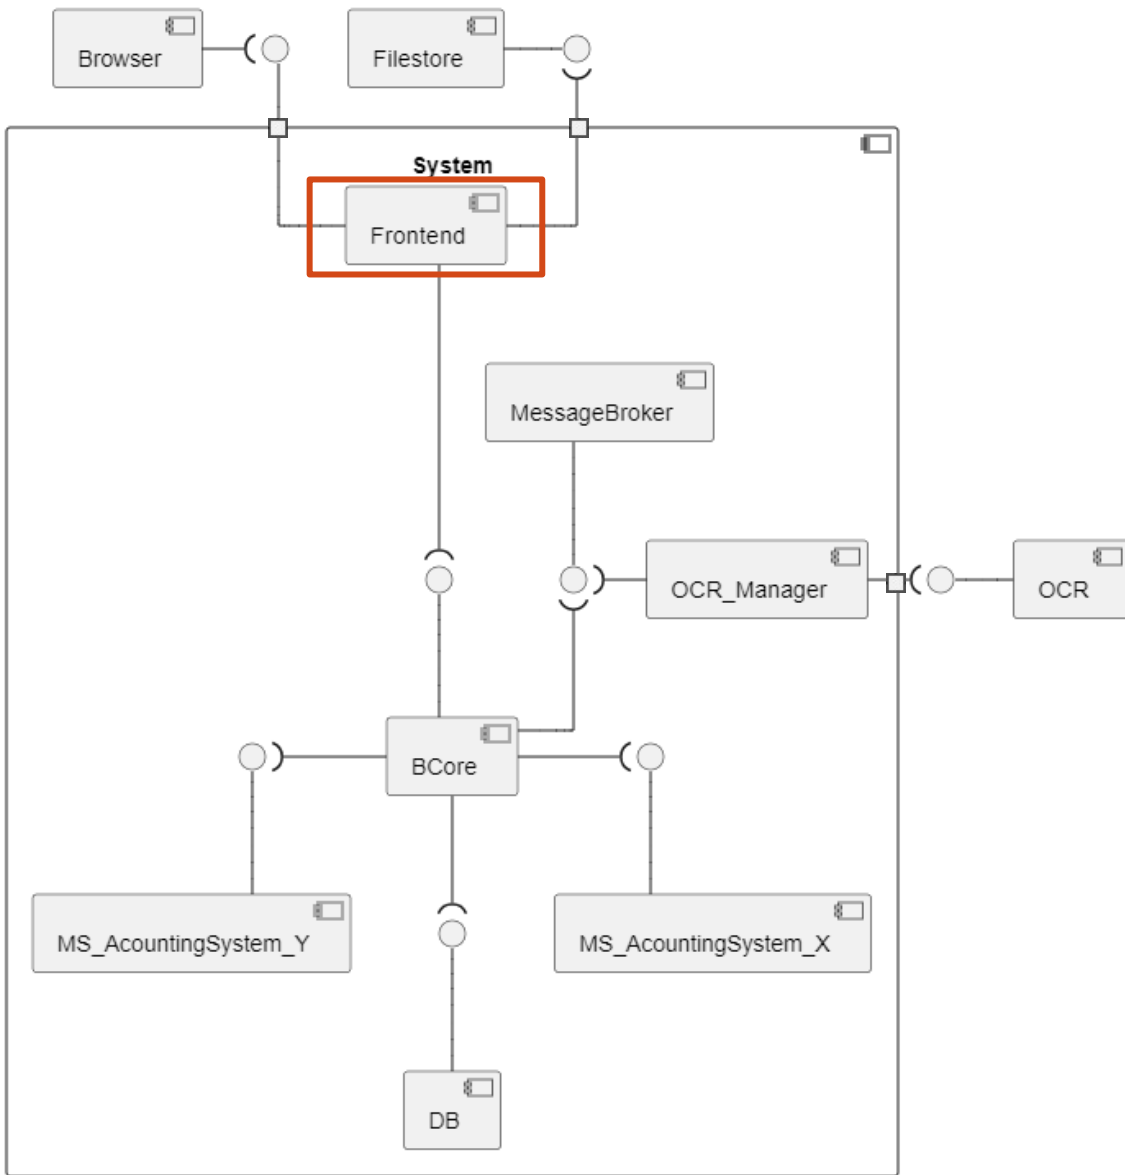 Browser
Filestore
System
Frontend
MessageBroker
OCR_Manager
OCR
BCore
MS_AcountingSystem_Y
MS_AcountingSystem_X
DB